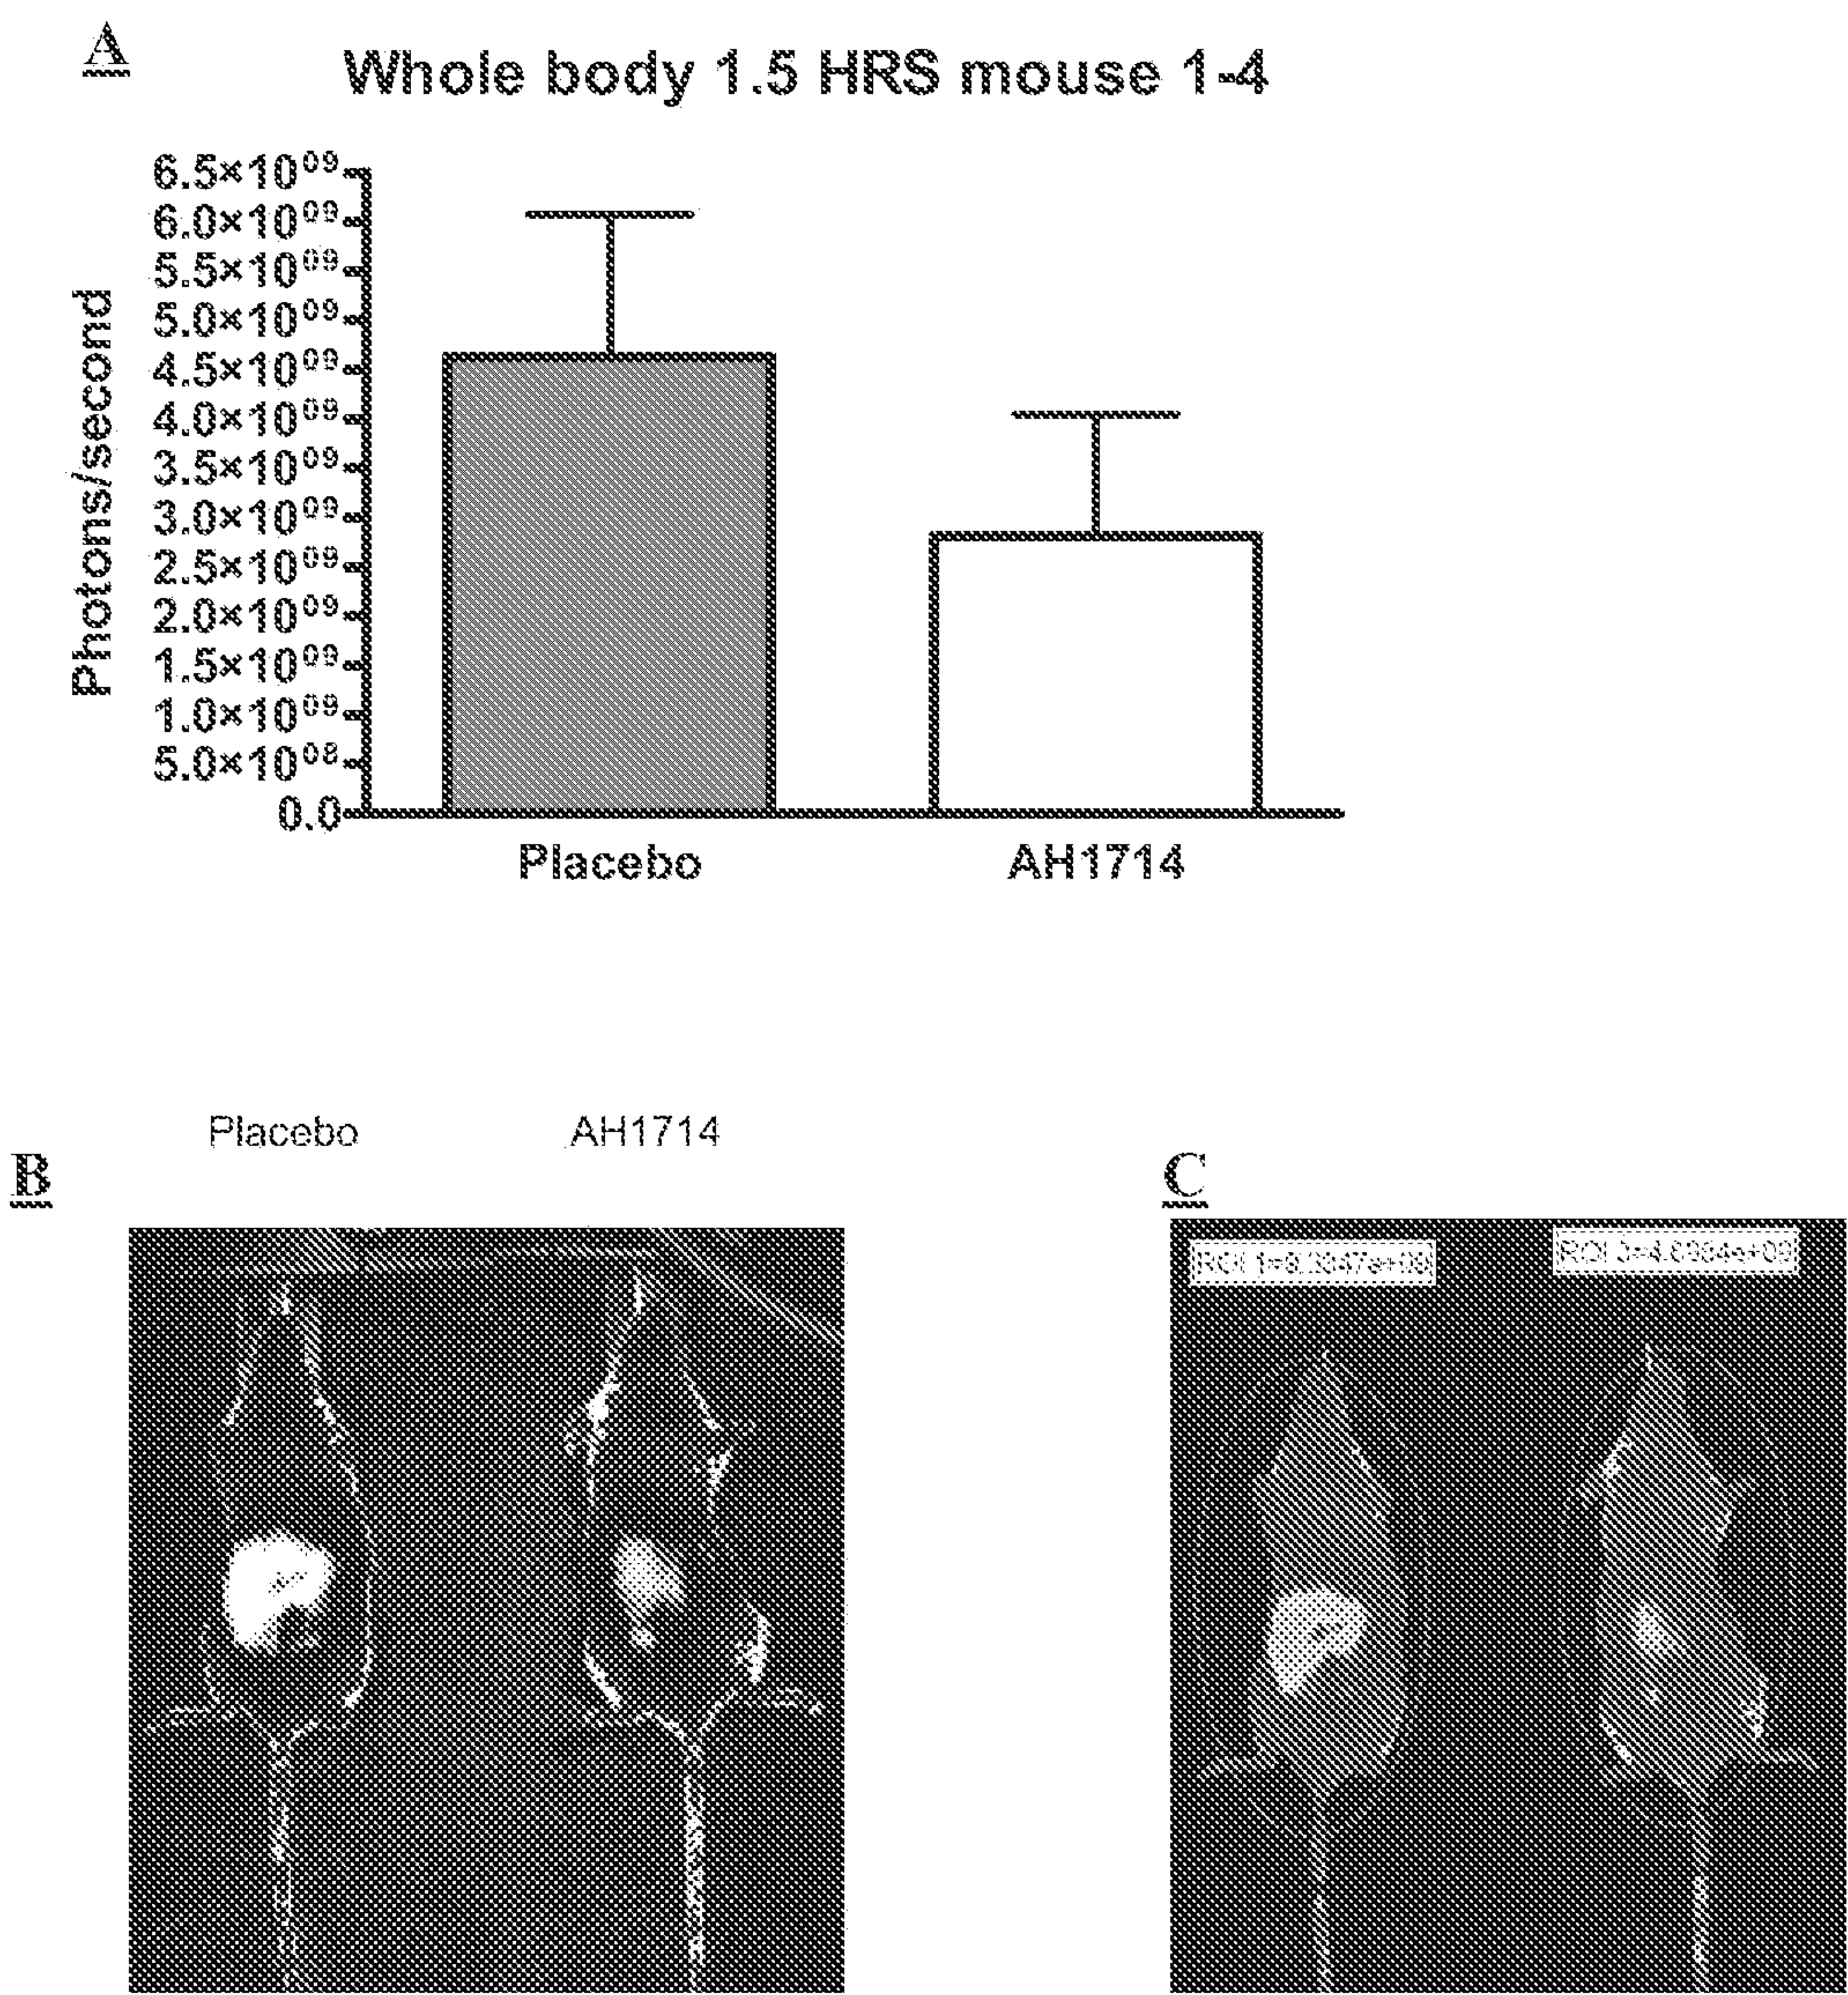 A
Whole body 1.5 HRS mouse 1-4
6.5×10⁰⁹
6.0×10⁰⁹
5.5×10⁰⁹
5.0×10⁰⁹
4.5×10⁰⁹
4.0×10⁰⁹
3.5×10⁰⁹
3.0×10⁰⁹
2.5×10⁰⁹
2.0×10⁰⁹
1.5×10⁰⁹
1.0×10⁰⁹
5.0×10⁰⁸
0.0
Photons/second
Placebo AH1714
Placebo AH1714
B
C
ROI ROI